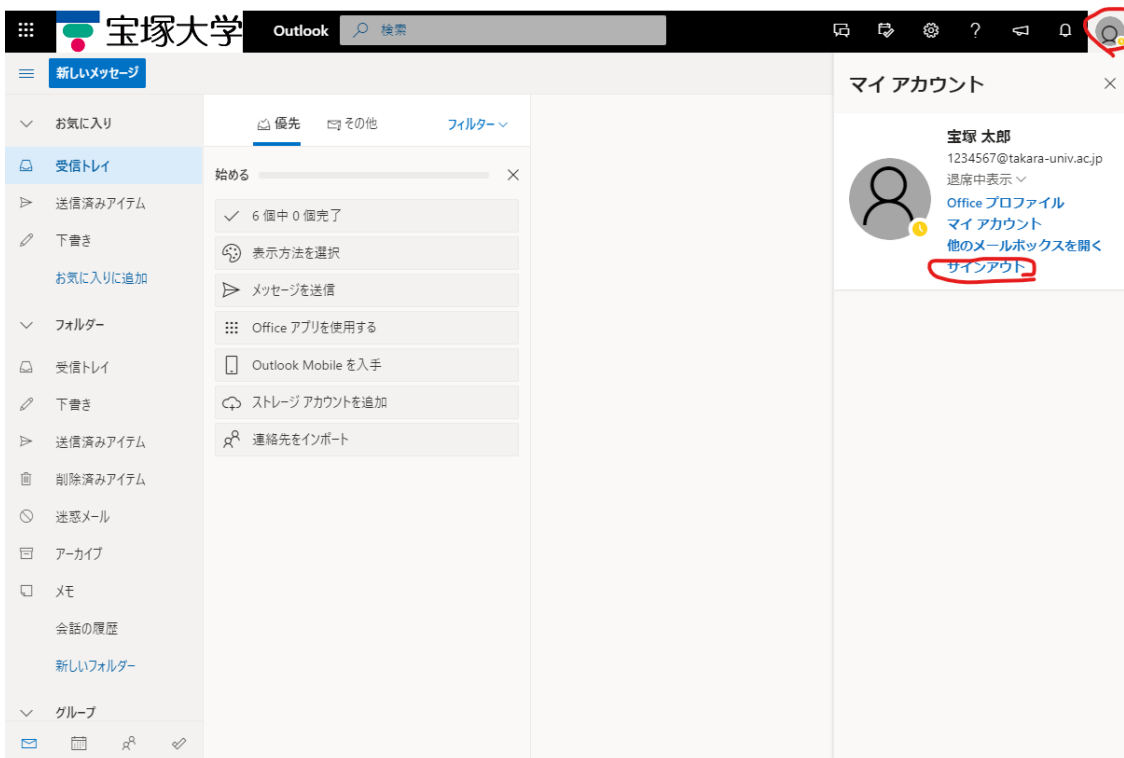 宝塚大学
Outlook
検索
新しいメッセージ
お気に入り
受信トレイ
送信済みアイテム
下書き
お気に入りに追加
フォルダー
受信トレイ
下書き
送信済みアイテム
削除済みアイテム
迷惑メール
アーカイブ
メモ
会話の履歴
新しいフォルダー
グループ
優先
その他
フィルター
始める
6 個中 0 個完了
表示方法を選択
メッセージを送信
Office アプリを使用する
Outlook Mobile を入手
ストレージ アカウントを追加
連絡先をインポート
マイ アカウント
宝塚 太郎
1234567@takara-univ.ac.jp
退席中表示
Office プロファイル
マイ アカウント
他のメールボックスを開く
サインアウト